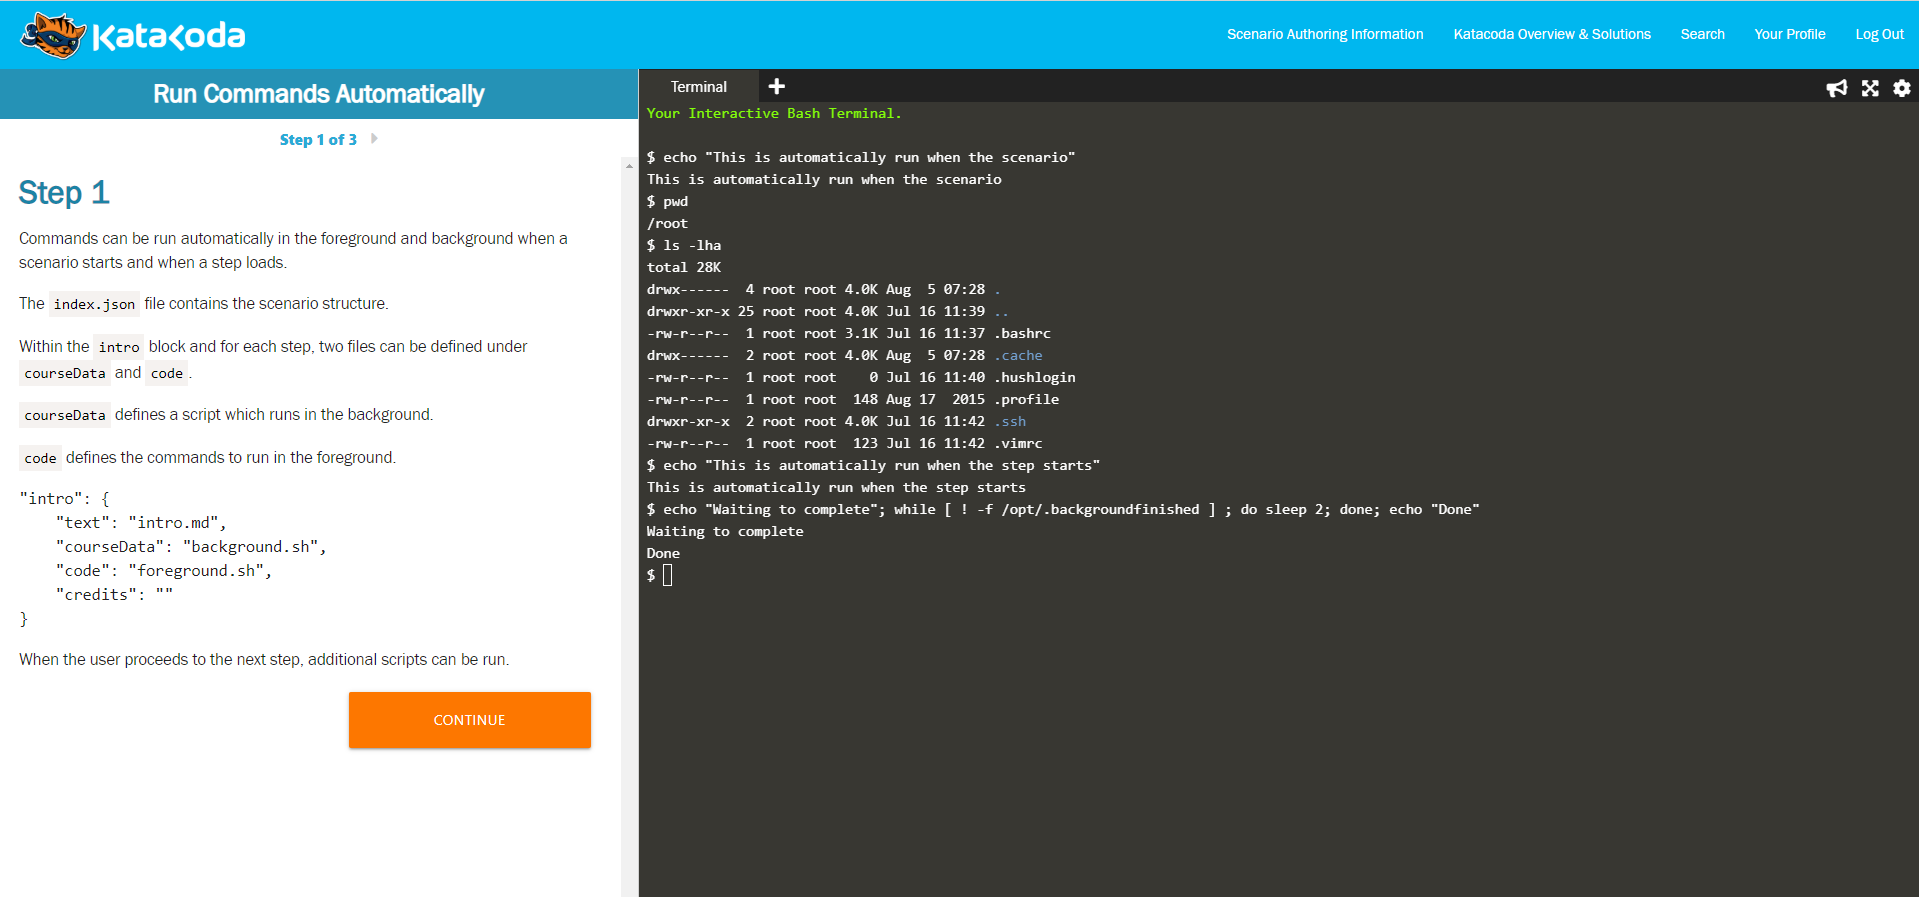 Katacoda
Scenario Authoring Information
Katacoda Overview & Solutions
Search
Your Profile
Log Out
Run Commands Automatically
Step 1 of 3
Step 1
Commands can be run automatically in the foreground and background when a
scenario starts and when a step loads.
The index.json file contains the scenario structure.
Within the intro block and for each step, two files can be defined under
courseData and code.
courseData defines a script which runs in the background.
code defines the commands to run in the foreground.
"intro": {
    "text": "intro.md",
    "courseData": "background.sh",
    "code": "foreground.sh",
    "credits": ""
}
When the user proceeds to the next step, additional scripts can be run.
CONTINUE
Terminal
Your Interactive Bash Terminal.
$ echo "This is automatically run when the scenario"
This is automatically run when the scenario
$ pwd
/root
$ ls -lha
total 28K
drwx------  4 root root 4.0K Aug  5 07:28 .
drwxr-xr-x 25 root root 4.0K Jul 16 11:39 ..
-rw-r--r--  1 root root 3.1K Jul 16 11:37 .bashrc
drwx------  2 root root 4.0K Aug  5 07:28 .cache
-rw-r--r--  1 root root    0 Jul 16 11:40 .hushlogin
-rw-r--r--  1 root root  148 Aug 17  2015 .profile
drwxr-xr-x  2 root root 4.0K Jul 16 11:42 .ssh
-rw-r--r--  1 root root  123 Jul 16 11:42 .vimrc
$ echo "This is automatically run when the step starts"
This is automatically run when the step starts
$ echo "Waiting to complete"; while [ ! -f /opt/.backgroundfinished ] ; do sleep 2; done; echo "Done"
Waiting to complete
Done
$